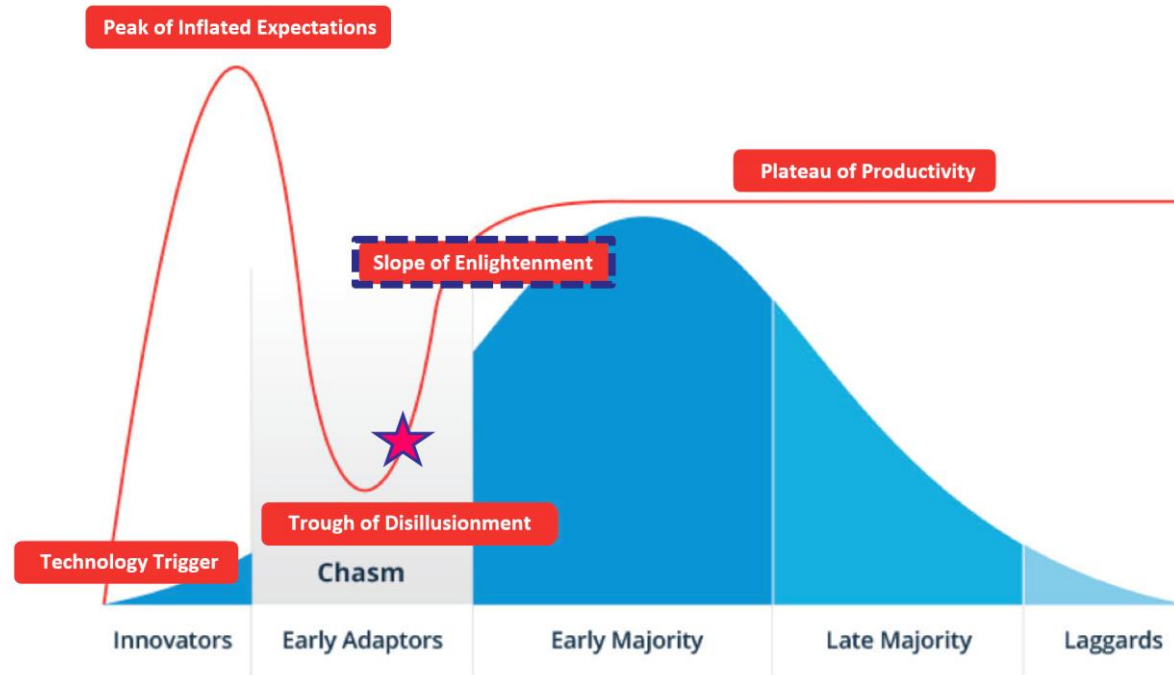 Peak of Inflated Expectations
Plateau of Productivity
Slope of Enlightenment
Trough of Disillusionment
Technology Trigger
Chasm
Innovators
Early Adaptors
Early Majority
Late Majority
Laggards